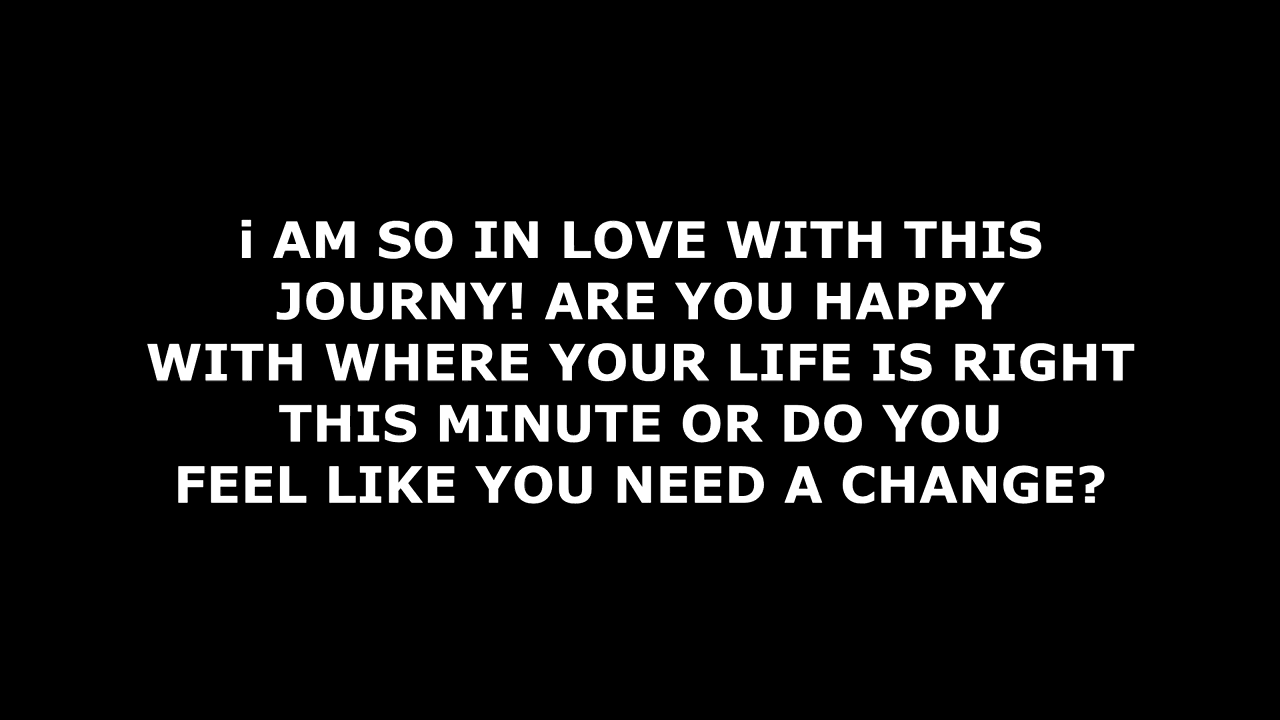 i AM SO IN LOVE WITH THIS
JOURNY! ARE YOU HAPPY
WITH WHERE YOUR LIFE IS RIGHT
THIS MINUTE OR DO YOU
FEEL LIKE YOU NEED A CHANGE?